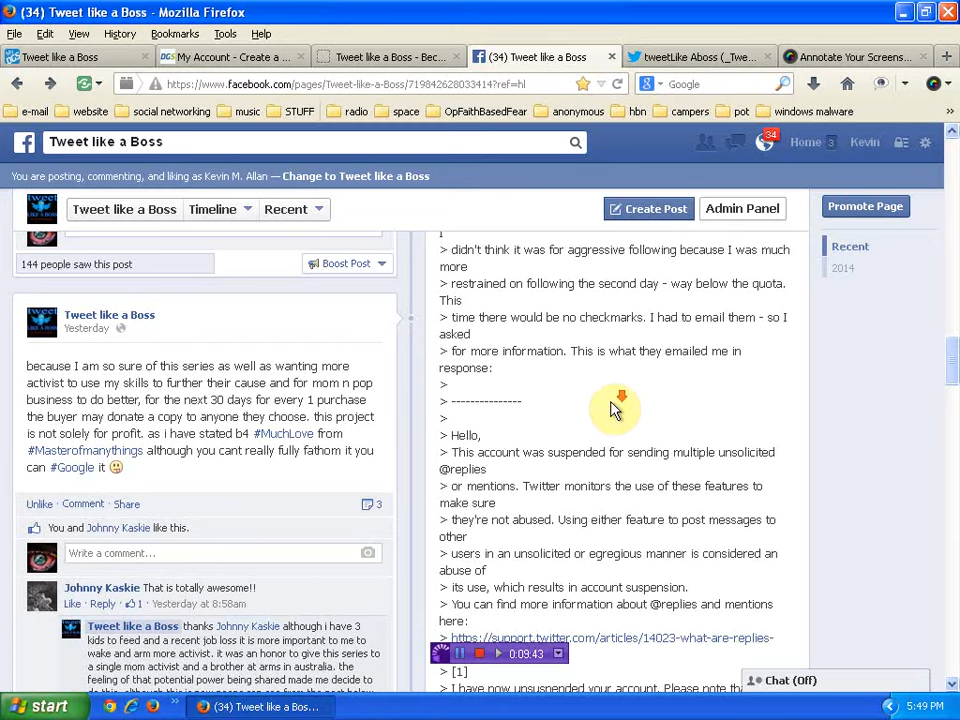 (34) Tweet like a Boss - Mozilla Firefox
File Edit View History Bookmarks Tools Help
Tweet like a Boss
DGS My Account - Create a ...
Tweet like a Boss - Bec...
(34) Tweet like a Boss
tweetLike Aboss (_Twe...
Annotate Your Screens...
https://www.facebook.com/pages/Tweet-like-a-Boss/719842628033414?ref=hl
Google
e-mail website social networking music STUFF radio space OpFaithBasedFear anonymous hbn campers pot windows malware
Tweet like a Boss
34
Home 3 Kevin
You are posting, commenting, and liking as Kevin M. Allan — Change to Tweet like a Boss
Tweet like a Boss Timeline Recent Create Post Admin Panel
Promote Page
Recent
2014
144 people saw this post
Boost Post
Tweet like a Boss
Yesterday
because I am so sure of this series as well as wanting more
activist to use my skills to further their cause and for mom n pop
business to do better, for the next 30 days for every 1 purchase
the buyer may donate a copy to anyone they choose. this project
is not solely for profit. as i have stated b4 #MuchLove from
#Masterofmanythings although you cant really fully fathom it you
can #Google it
Unlike · Comment · Share
3
You and Johnny Kaskie like this.
Write a comment...
Johnny Kaskie That is totally awesome!!
Like · Reply · 1 · Yesterday at 8:58am
Tweet like a Boss thanks Johnny Kaskie although i have 3
kids to feed and a recent job loss it is more important to me to
wake and arm more activist. it was an honor to give this series to
a single mom activist and a brother at arms in australia. the
feeling of that potential power being shared made me decide to
I
> didn't think it was for aggressive following because I was much
more
> restrained on following the second day - way below the quota.
This
> time there would be no checkmarks. I had to email them - so I
asked
> for more information. This is what they emailed me in
response:
>
> ---------------
>
> Hello,
> This account was suspended for sending multiple unsolicited
@replies
> or mentions. Twitter monitors the use of these features to
make sure
> they're not abused. Using either feature to post messages to
other
> users in an unsolicited or egregious manner is considered an
abuse of
> its use, which results in account suspension.
> You can find more information about @replies and mentions
here:
> https://support.twitter.com/articles/14023-what-are-replies-
0:09:43
> [1]
> I have now unsuspended your account. Please note tha
Chat (Off)
start
(34) Tweet like a Bos...
5:49 PM